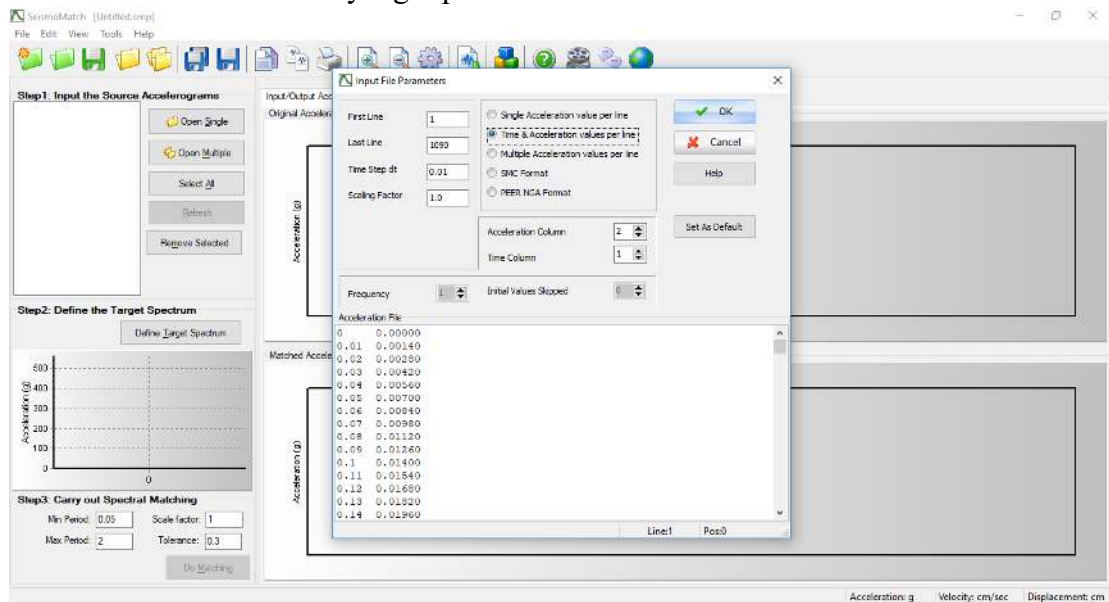 SeismoMatch [Untitled.smp]
File Edit View Tools Help
Step1: Input the Source Accelerograms
Open Single
Open Multiple
Select All
Refresh
Remove Selected
Step2: Define the Target Spectrum
Define Target Spectrum
Acceleration (g)
500
400
300
200
100
0
0
Step3: Carry out Spectral Matching
Min Period: 0.05 Scale factor: 1
Max Period: 2 Tolerance: 0.3
Do Matching
Input/Output
Original
Acceleration (g)
Matched
Acceleration (g)
Input File Parameters
First Line 1
Last Line 1090
Time Step dt 0.01
Scaling Factor 1.0
Single Acceleration value per line
Time & Acceleration values per line
Multiple Acceleration values per line
SMC Format
PEER NGA Format
OK
Cancel
Help
Set As Default
Acceleration Column 2
Time Column 1
Frequency 1 Initial Values Skipped 0
Acceleration File
0 0.00000
0.01 0.00140
0.02 0.00280
0.03 0.00420
0.04 0.00560
0.05 0.00700
0.06 0.00840
0.07 0.00980
0.08 0.01120
0.09 0.01260
0.1 0.01400
0.11 0.01540
0.12 0.01680
0.13 0.01820
0.14 0.01960
Line:1 Pos:0
Acceleration: g Velocity: cm/sec Displacement: cm